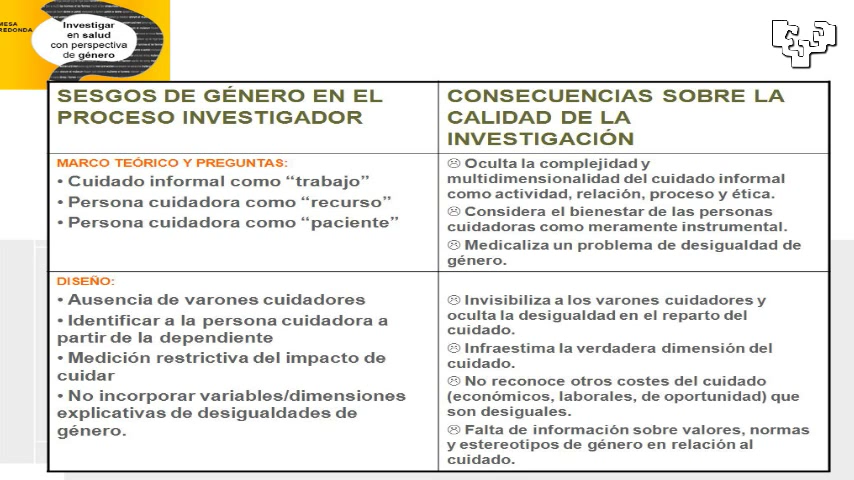 MESA
REDONDA
Investigar
en salud
con perspectiva
de género
SESGOS DE GÉNERO EN EL
PROCESO INVESTIGADOR
CONSECUENCIAS SOBRE LA
CALIDAD DE LA
INVESTIGACIÓN
MARCO TEÓRICO Y PREGUNTAS:
• Cuidado informal como “trabajo”
• Persona cuidadora como “recurso”
• Persona cuidadora como “paciente”
☹ Oculta la complejidad y
multidimensionalidad del cuidado informal
como actividad, relación, proceso y ética.
☹ Considera el bienestar de las personas
cuidadoras como meramente instrumental.
☹ Medicaliza un problema de desigualdad de
género.
DISEÑO:
• Ausencia de varones cuidadores
• Identificar a la persona cuidadora a
partir de la dependiente
• Medición restrictiva del impacto de
cuidar
• No incorporar variables/dimensiones
explicativas de desigualdades de
género.
☹ Invisibiliza a los varones cuidadores y
oculta la desigualdad en el reparto del
cuidado.
☹ Infraestima la verdadera dimensión del
cuidado.
☹ No reconoce otros costes del cuidado
(económicos, laborales, de oportunidad) que
son desiguales.
☹ Falta de información sobre valores, normas
y estereotipos de género en relación al
cuidado.